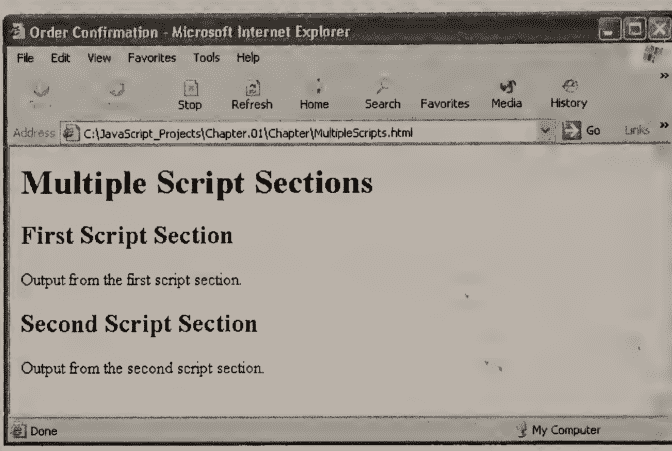 Order Confirmation - Microsoft Internet Explorer
File Edit View Favorites Tools Help
Stop Refresh Home Search Favorites Media History
Address C:\JavaScript_Projects\Chapter.01\Chapter\MultipleScripts.html Go Links
Multiple Script Sections
First Script Section
Output from the first script section.
Second Script Section
Output from the second script section.
Done My Computer